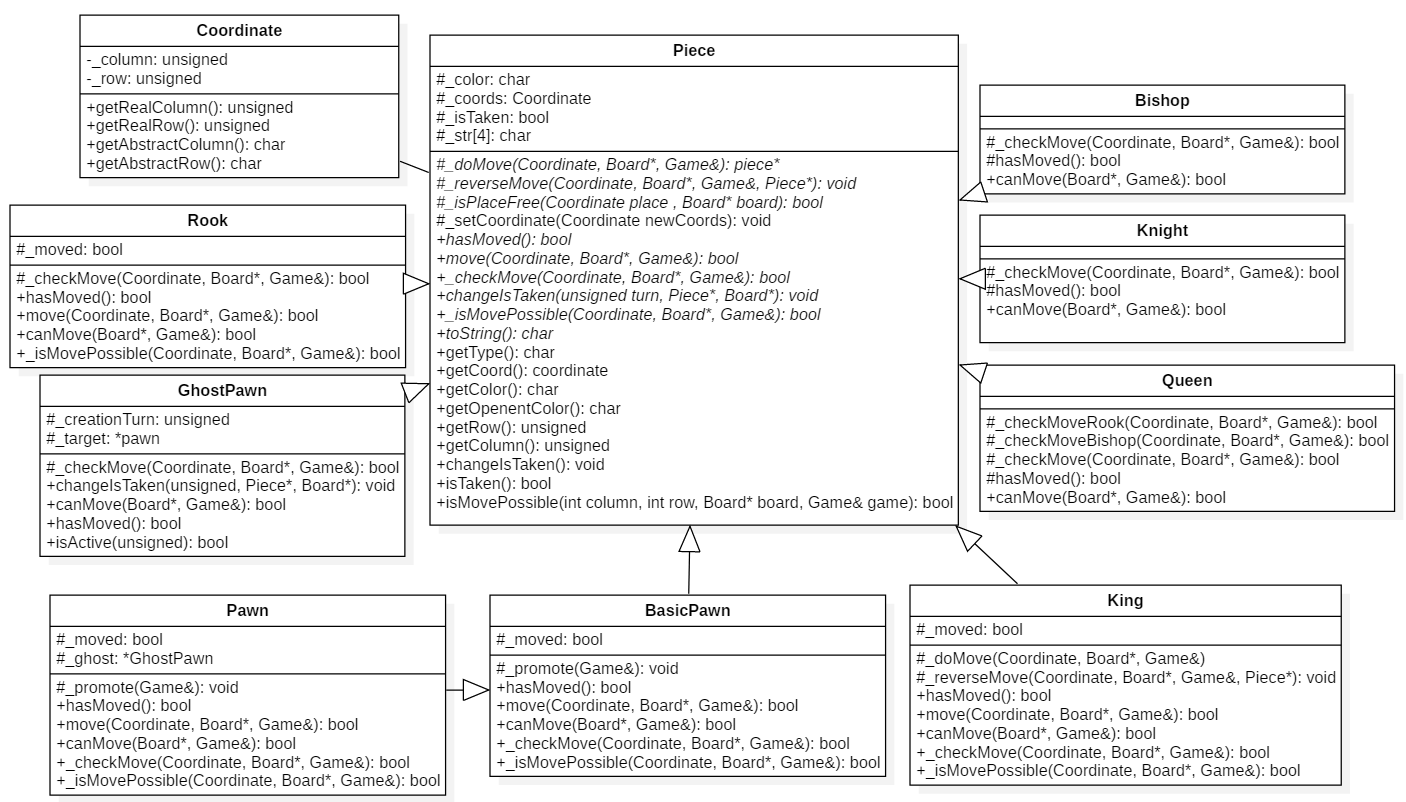 Coordinate
-_column: unsigned
-_row: unsigned
+getRealColumn(): unsigned
+getRealRow(): unsigned
+getAbstractColumn(): char
+getAbstractRow(): char
Piece
#_color: char
#_coords: Coordinate
#_isTaken: bool
#_str[4]: char
#_doMove(Coordinate, Board*, Game&): piece*
#_reverseMove(Coordinate, Board*, Game&, Piece*): void
#_isPlaceFree(Coordinate place , Board* board): bool
#_setCoordinate(Coordinate newCoords): void
+hasMoved(): bool
+move(Coordinate, Board*, Game&): bool
+_checkMove(Coordinate, Board*, Game&): bool
+changeIsTaken(unsigned turn, Piece*, Board*): void
+_isMovePossible(Coordinate, Board*, Game&): bool
+toString(): char
+getType(): char
+getCoord(): coordinate
+getColor(): char
+getOpenentColor(): char
+getRow(): unsigned
+getColumn(): unsigned
+changeIsTaken(): void
+isTaken(): bool
+isMovePossible(int column, int row, Board* board, Game& game): bool
Bishop
#_checkMove(Coordinate, Board*, Game&): bool
#hasMoved(): bool
+canMove(Board*, Game&): bool
Rook
#_moved: bool
#_checkMove(Coordinate, Board*, Game&): bool
+hasMoved(): bool
+move(Coordinate, Board*, Game&): bool
+canMove(Board*, Game&): bool
+_isMovePossible(Coordinate, Board*, Game&): bool
Knight
#_checkMove(Coordinate, Board*, Game&): bool
#hasMoved(): bool
+canMove(Board*, Game&): bool
GhostPawn
#_creationTurn: unsigned
#_target: *pawn
#_checkMove(Coordinate, Board*, Game&): bool
+changeIsTaken(unsigned, Piece*, Board*): void
+canMove(Board*, Game&): bool
+hasMoved(): bool
+isActive(unsigned): bool
Queen
#_checkMoveRook(Coordinate, Board*, Game&): bool
#_checkMoveBishop(Coordinate, Board*, Game&): bool
#_checkMove(Coordinate, Board*, Game&): bool
#hasMoved(): bool
+canMove(Board*, Game&): bool
Pawn
#_moved: bool
#_ghost: *GhostPawn
#_promote(Game&): void
+hasMoved(): bool
+move(Coordinate, Board*, Game&): bool
+canMove(Board*, Game&): bool
+_checkMove(Coordinate, Board*, Game&): bool
+_isMovePossible(Coordinate, Board*, Game&): bool
BasicPawn
#_moved: bool
#_promote(Game&): void
+hasMoved(): bool
+move(Coordinate, Board*, Game&): bool
+canMove(Board*, Game&): bool
+_checkMove(Coordinate, Board*, Game&): bool
+_isMovePossible(Coordinate, Board*, Game&): bool
King
#_moved: bool
#_doMove(Coordinate, Board*, Game&)
#_reverseMove(Coordinate, Board*, Game&, Piece*): void
+hasMoved(): bool
+move(Coordinate, Board*, Game&): bool
+canMove(Board*, Game&): bool
+_checkMove(Coordinate, Board*, Game&): bool
+_isMovePossible(Coordinate, Board*, Game&): bool